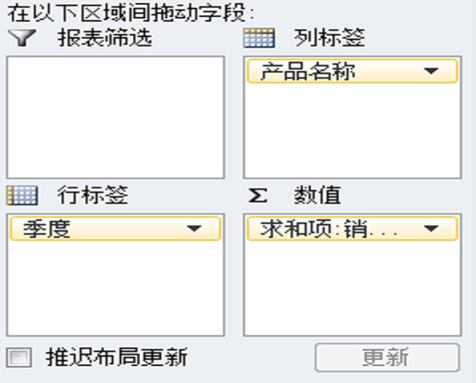 在以下区域间拖动字段:
报表筛选
列标签
产品名称
行标签
Σ 数值
季度
求和项:销...
推迟布局更新
更新